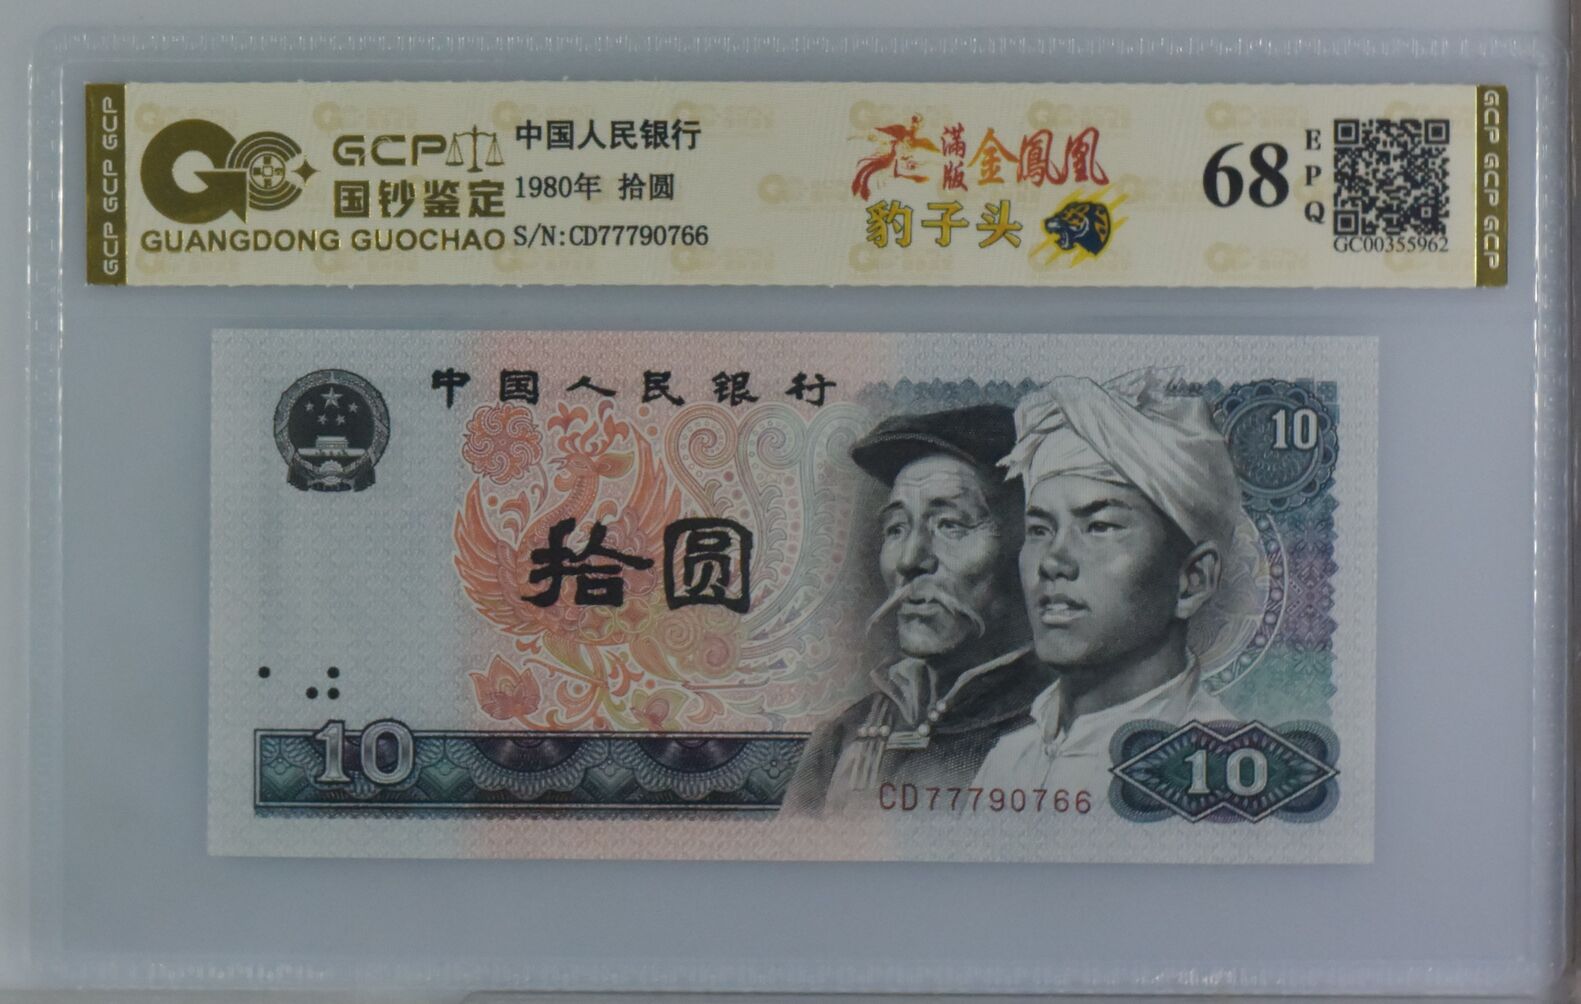 GCP GCP GCP
GCP
国钞鉴定
GUANGDONG GUOCHAO
中国人民银行
1980年 拾圆
S/N:CD77790766
满版金鳳凰
豹子头
68
EPQ
GC00355962
GCP GCP GCP
中国人民银行
10
拾圆
10
CD77790766
10